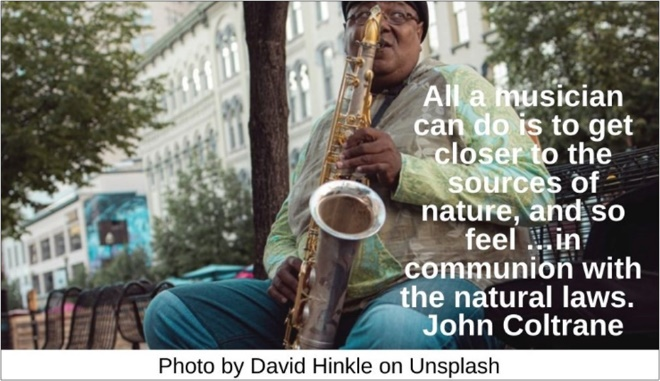 All a musician
can do is to get
closer to the
sources of
nature, and so
feel ...in
communion with
the natural laws.
John Coltrane
Photo by David Hinkle on Unsplash